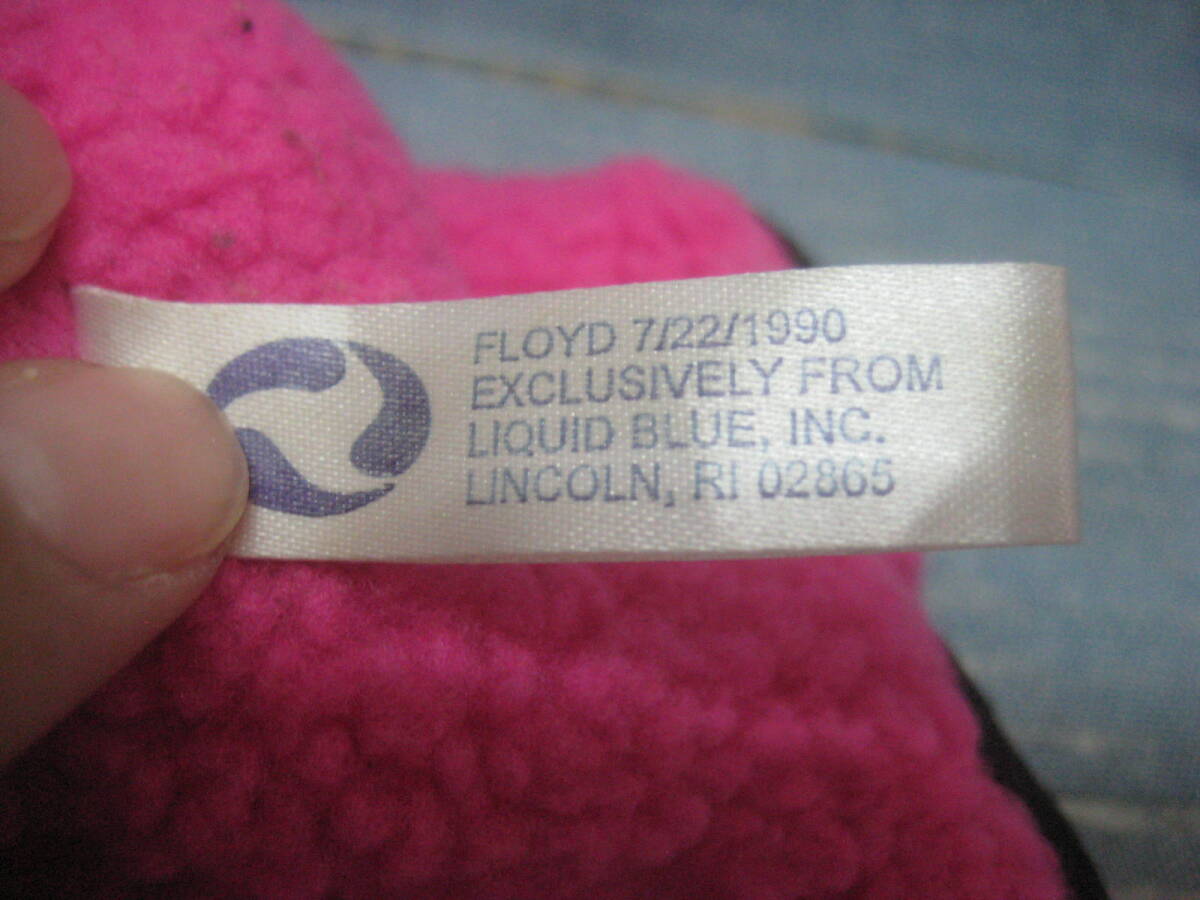 FLOYD 7/22/1990
EXCLUSIVELY FROM
LIQUID BLUE, INC.
LINCOLN, RI 02865